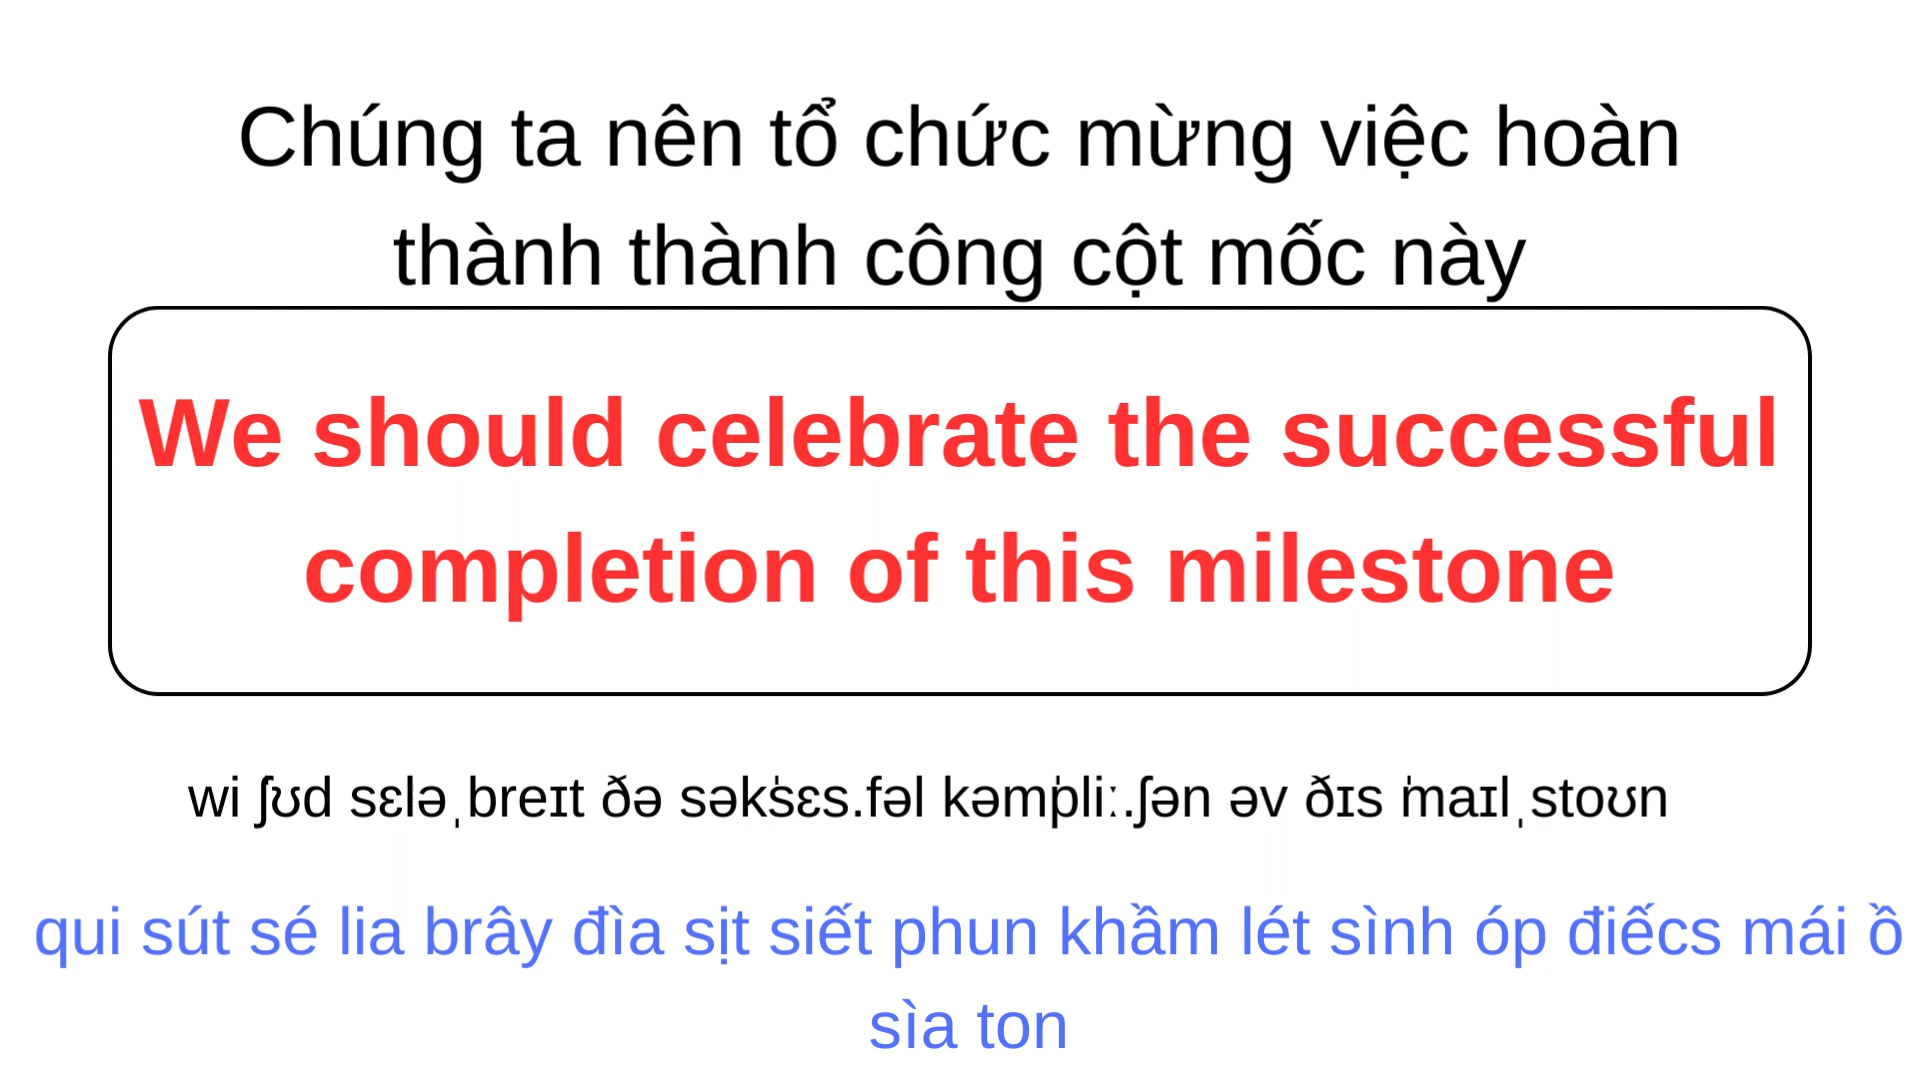 Chúng ta nên tổ chức mừng việc hoàn
thành thành công cột mốc này
We should celebrate the successful
completion of this milestone
wi ʃʊd sɛləˌbreɪt ðə səkˈsɛs.fəl kəmˈpliː.ʃən əv ðɪs ˈmaɪlˌstoʊn
qui sút sé lia brây đìa sịt siết phun khầm lét sình óp điếcs mái ồ
sìa ton